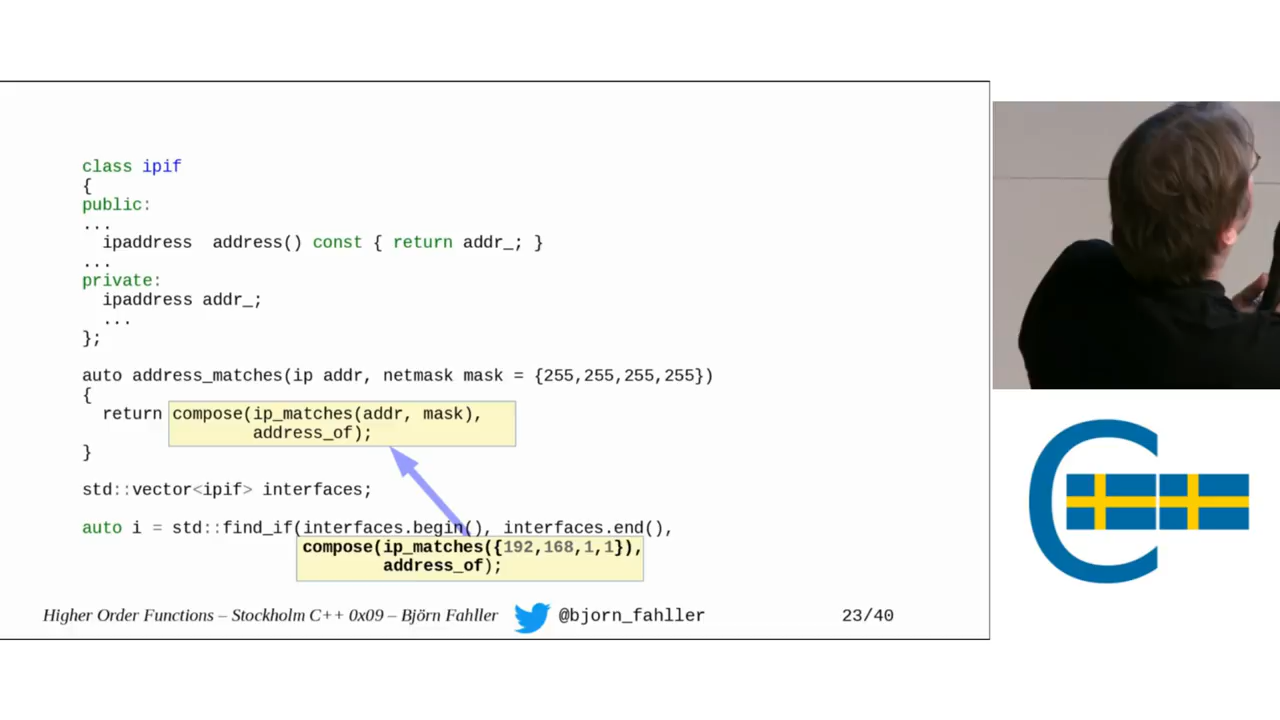 class ipif
{
public:
...
ipaddress address() const { return addr_; }
...
private:
ipaddress addr_;
...
};
auto address_matches(ip addr, netmask mask = {255,255,255,255})
{
return compose(ip_matches(addr, mask),
address_of);
}
std::vector<ipif> interfaces;
auto i = std::find_if(interfaces.begin(), interfaces.end(),
compose(ip_matches({192,168,1,1}),
address_of);
Higher Order Functions – Stockholm C++ 0x09 – Björn Fahller @bjorn_fahller 23/40
C++